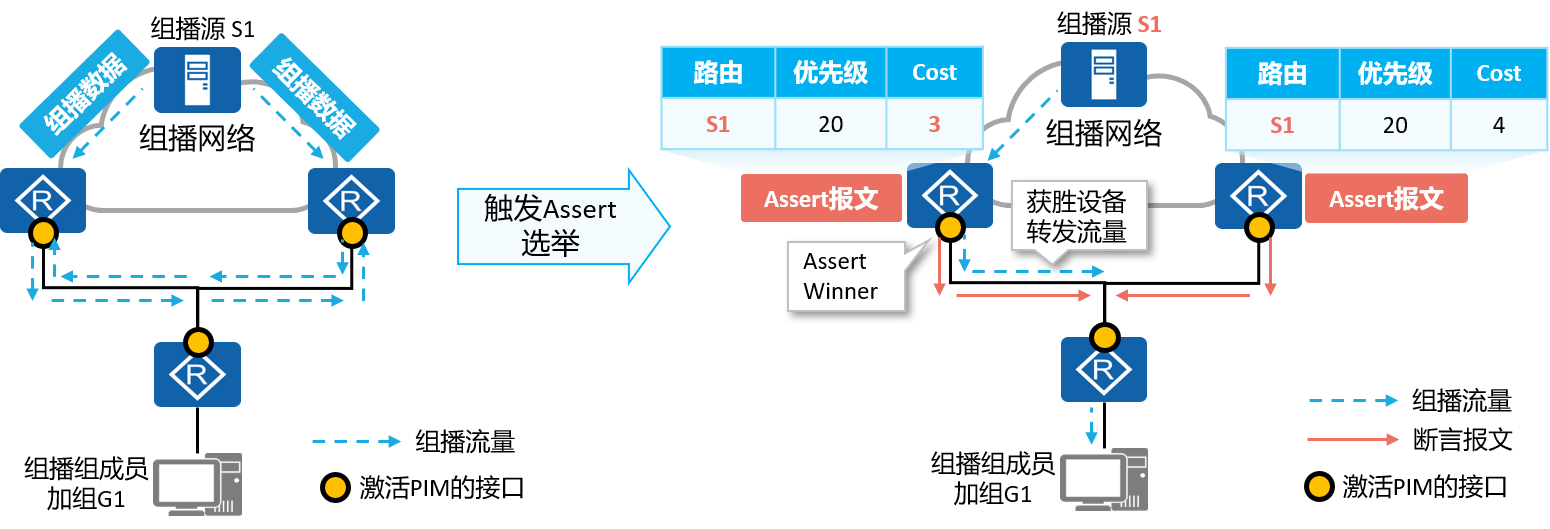 组播源 S1
组播数据
组播数据
组播网络
R
R
R
组播组成员
加组G1
组播流量
激活PIM的接口
触发Assert
选举
组播源 S1
路由 优先级 Cost
S1 20 3
路由 优先级 Cost
S1 20 4
组播网络
Assert报文
R
R
Assert报文
获胜设备
转发流量
Assert
Winner
R
组播组成员
加组G1
组播流量
断言报文
激活PIM的接口